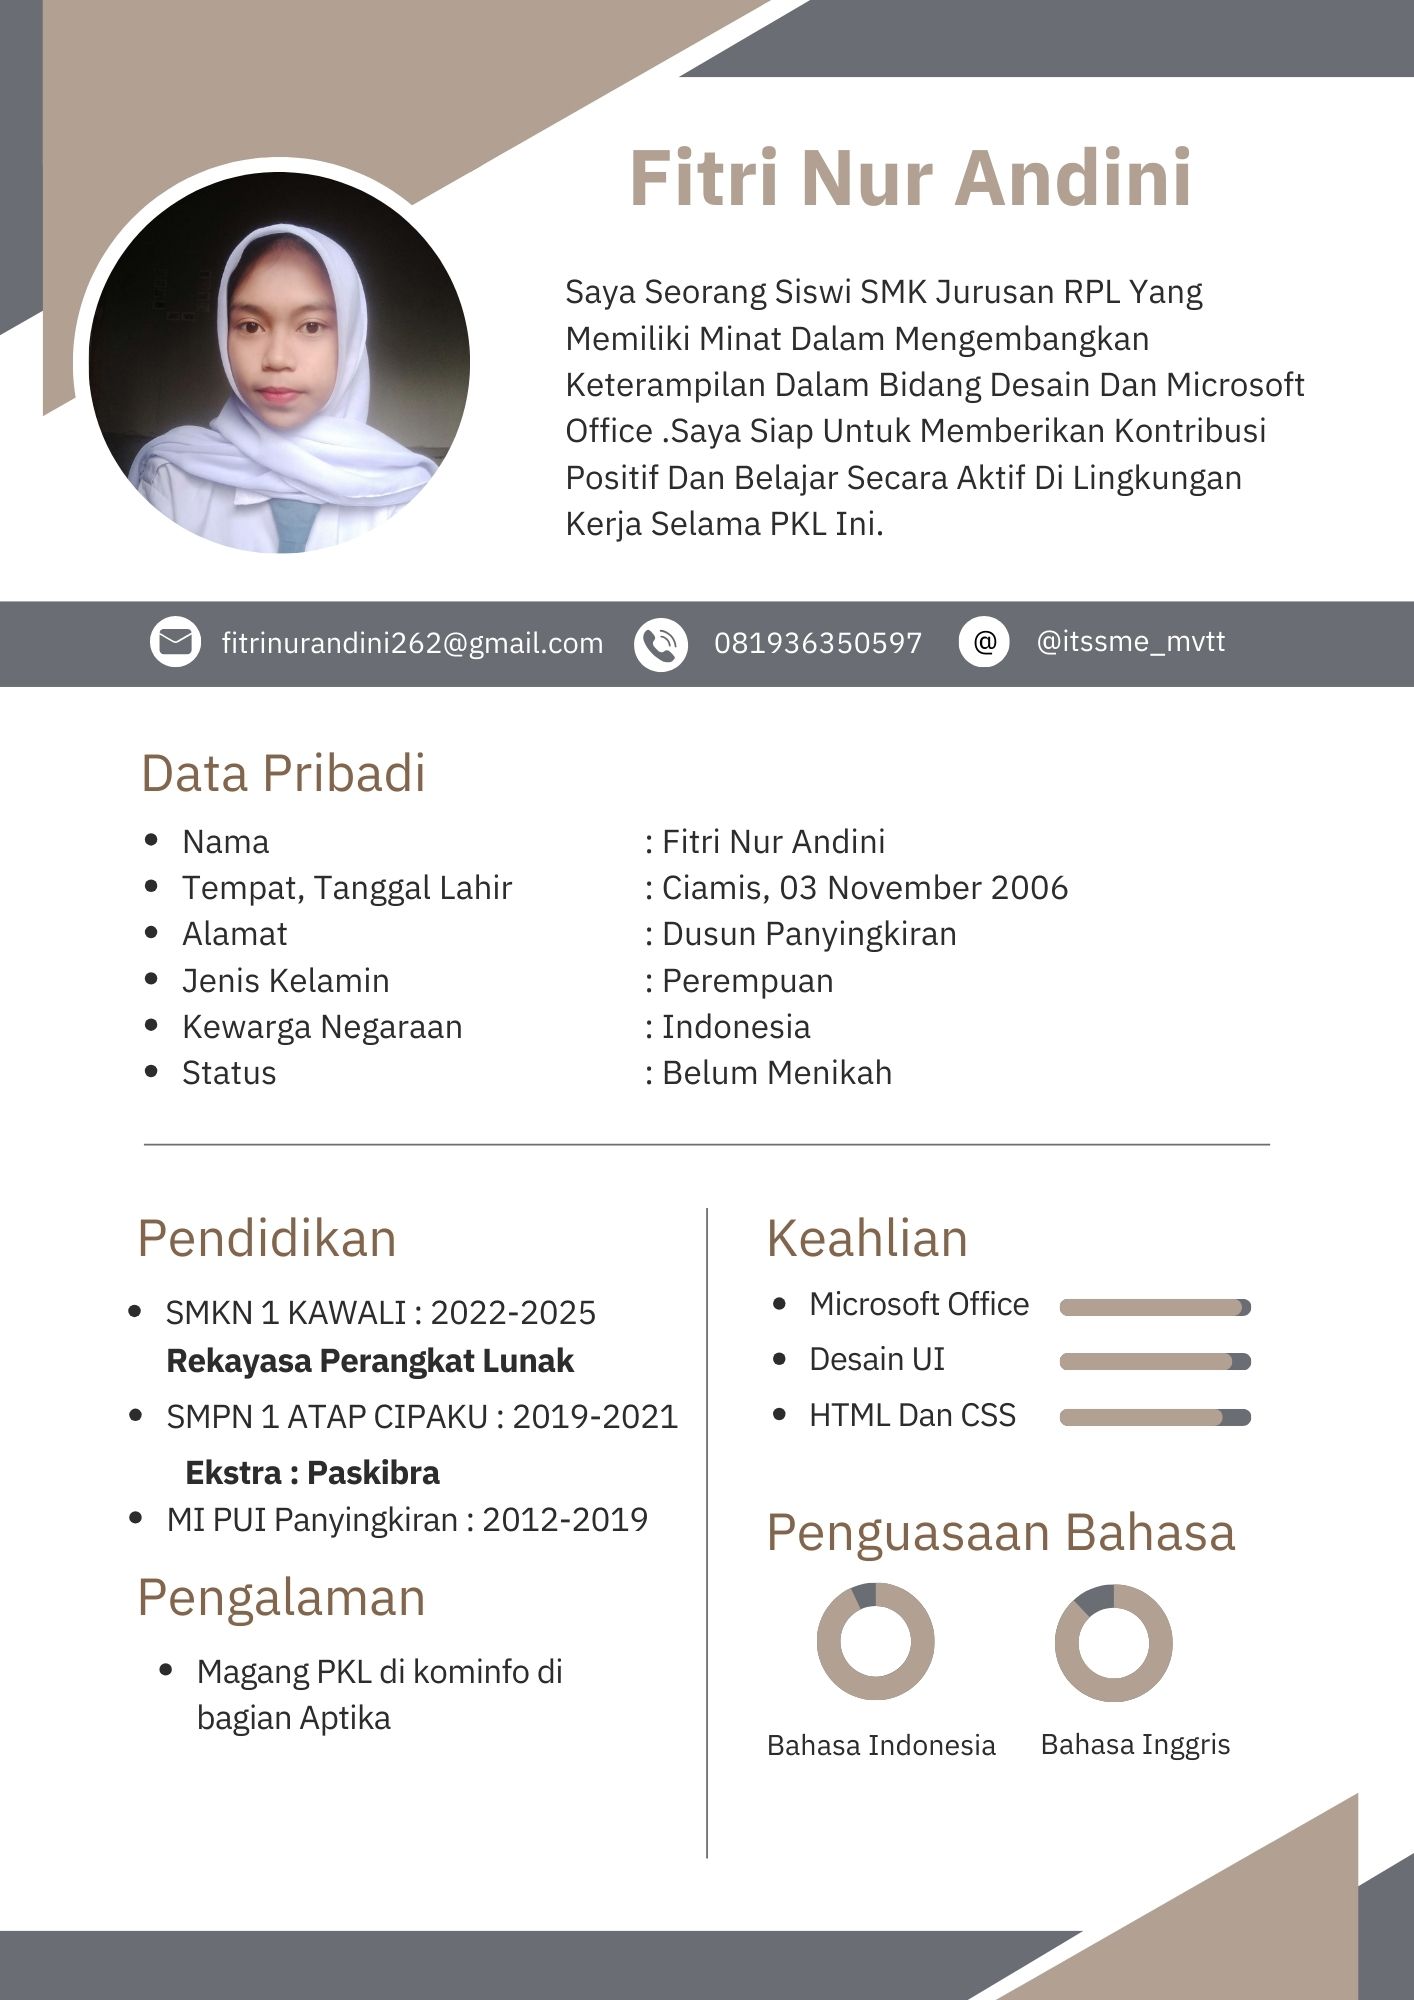 Fitri Nur Andini
Saya Seorang Siswi SMK Jurusan RPL Yang
Memiliki Minat Dalam Mengembangkan
Keterampilan Dalam Bidang Desain Dan Microsoft
Office .Saya Siap Untuk Memberikan Kontribusi
Positif Dan Belajar Secara Aktif Di Lingkungan
Kerja Selama PKL Ini.
fitrinurandini262@gmail.com 081936350597 @ @itssme_mvtt
Data Pribadi
• Nama : Fitri Nur Andini
• Tempat, Tanggal Lahir : Ciamis, 03 November 2006
• Alamat : Dusun Panyingkiran
• Jenis Kelamin : Perempuan
• Kewarga Negaraan : Indonesia
• Status : Belum Menikah
Pendidikan
• SMKN 1 KAWALI : 2022-2025
Rekayasa Perangkat Lunak
• SMPN 1 ATAP CIPAKU : 2019-2021
Ekstra : Paskibra
• MI PUI Panyingkiran : 2012-2019
Pengalaman
• Magang PKL di kominfo di
bagian Aptika
Keahlian
• Microsoft Office
• Desain UI
• HTML Dan CSS
Penguasaan Bahasa
Bahasa Indonesia Bahasa Inggris